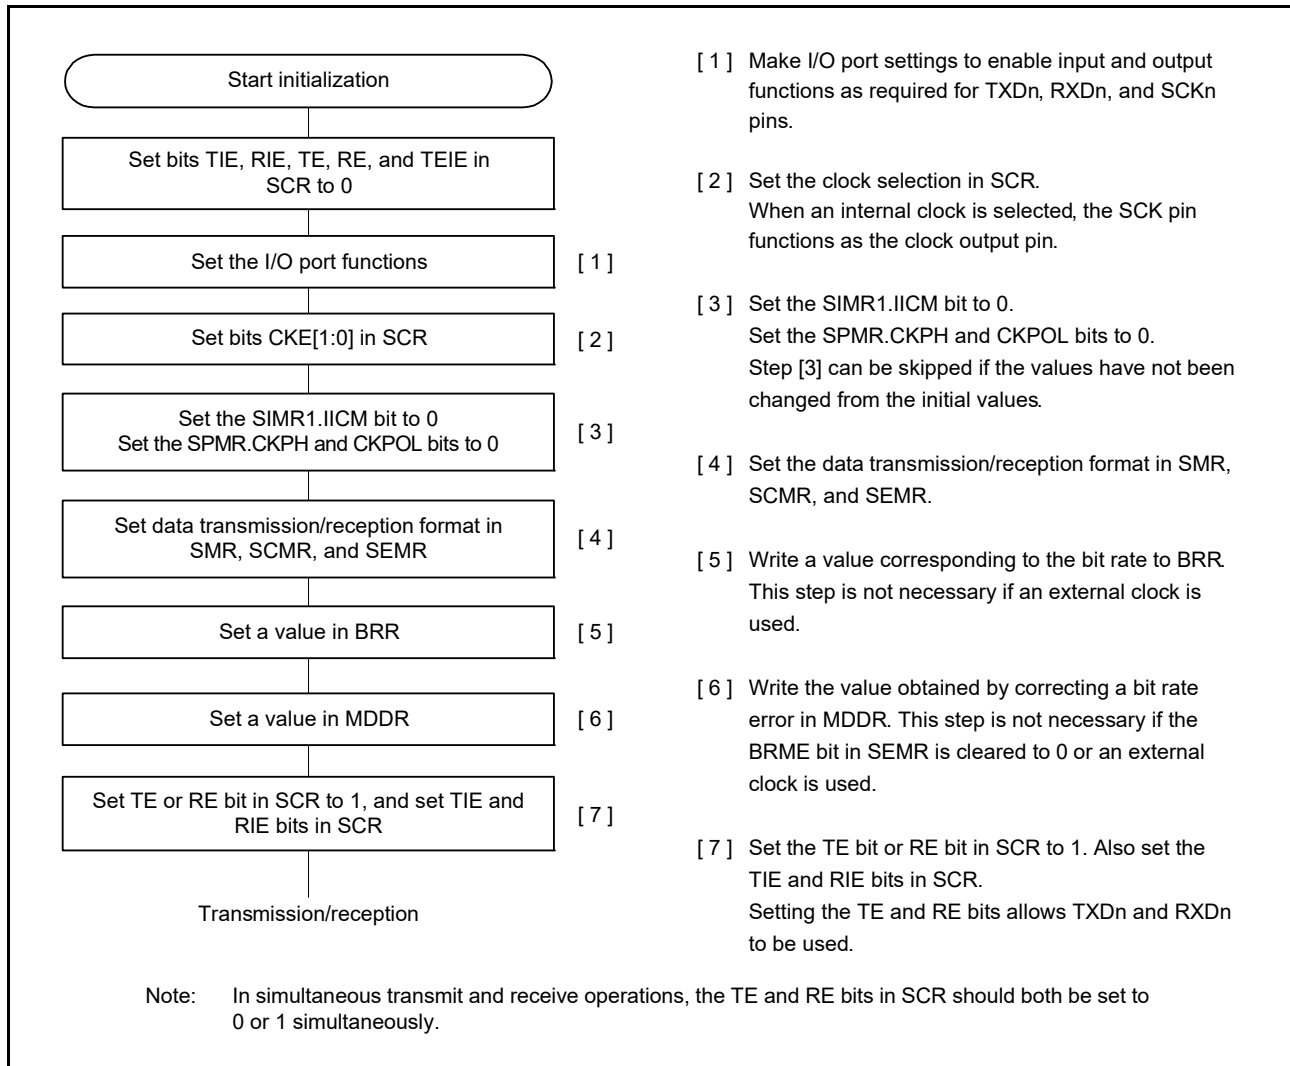 Start initialization
Set bits TIE, RIE, TE, RE, and TEIE in
SCR to 0
Set the I/O port functions
[ 1 ]
Set bits CKE[1:0] in SCR
[ 2 ]
Set the SIMR1.IICM bit to 0
Set the SPMR.CKPH and CKPOL bits to 0
[ 3 ]
Set data transmission/reception format in
SMR, SCMR, and SEMR
[ 4 ]
Set a value in BRR
[ 5 ]
Set a value in MDDR
[ 6 ]
Set TE or RE bit in SCR to 1, and set TIE and
RIE bits in SCR
[ 7 ]
Transmission/reception
[ 1 ] Make I/O port settings to enable input and output
functions as required for TXDn, RXDn, and SCKn
pins.
[ 2 ] Set the clock selection in SCR.
When an internal clock is selected, the SCK pin
functions as the clock output pin.
[ 3 ] Set the SIMR1.IICM bit to 0.
Set the SPMR.CKPH and CKPOL bits to 0.
Step [3] can be skipped if the values have not been
changed from the initial values.
[ 4 ] Set the data transmission/reception format in SMR,
SCMR, and SEMR.
[ 5 ] Write a value corresponding to the bit rate to BRR.
This step is not necessary if an external clock is
used.
[ 6 ] Write the value obtained by correcting a bit rate
error in MDDR. This step is not necessary if the
BRME bit in SEMR is cleared to 0 or an external
clock is used.
[ 7 ] Set the TE bit or RE bit in SCR to 1. Also set the
TIE and RIE bits in SCR.
Setting the TE and RE bits allows TXDn and RXDn
to be used.
Note: In simultaneous transmit and receive operations, the TE and RE bits in SCR should both be set to
0 or 1 simultaneously.